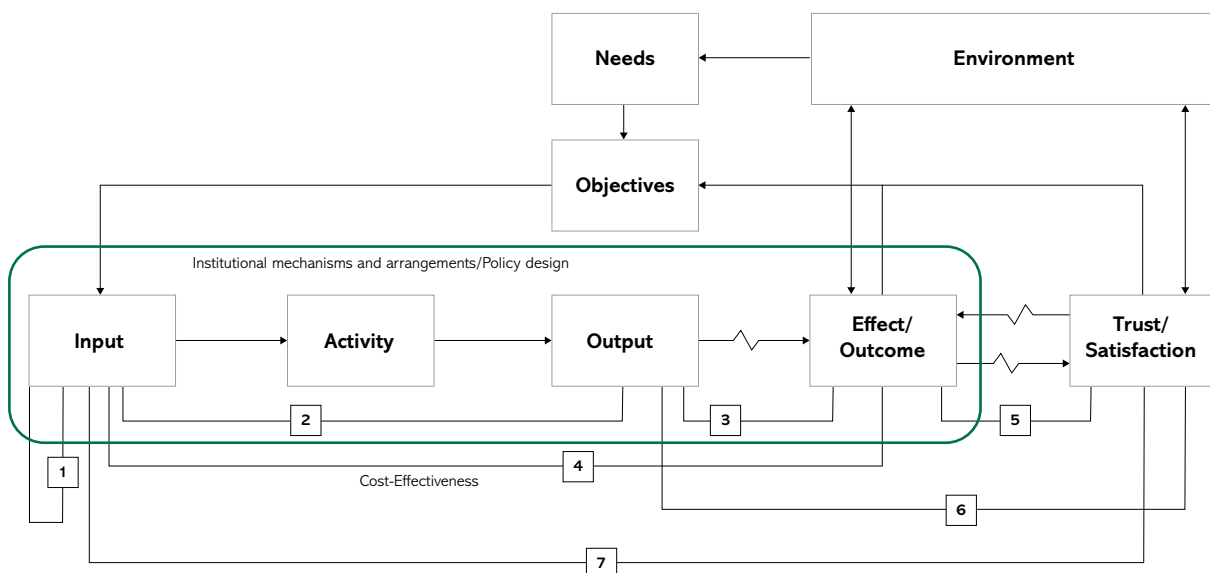 Needs
Environment
Objectives
Institutional mechanisms and arrangements/Policy design
Input
Activity
Output
Effect/
Outcome
Trust/
Satisfaction
2
3
5
1
4
Cost-Effectiveness
6
7